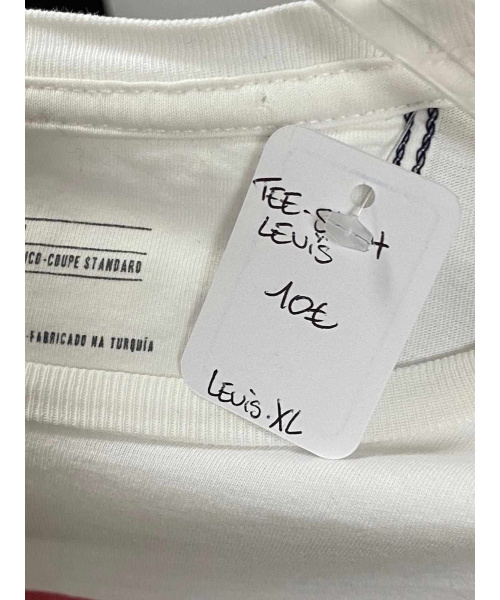 TEE-
LEVIS
10€
LEVIS.XL
CO-COUPE STANDARD
-FABRICADO NA TURQUÍA